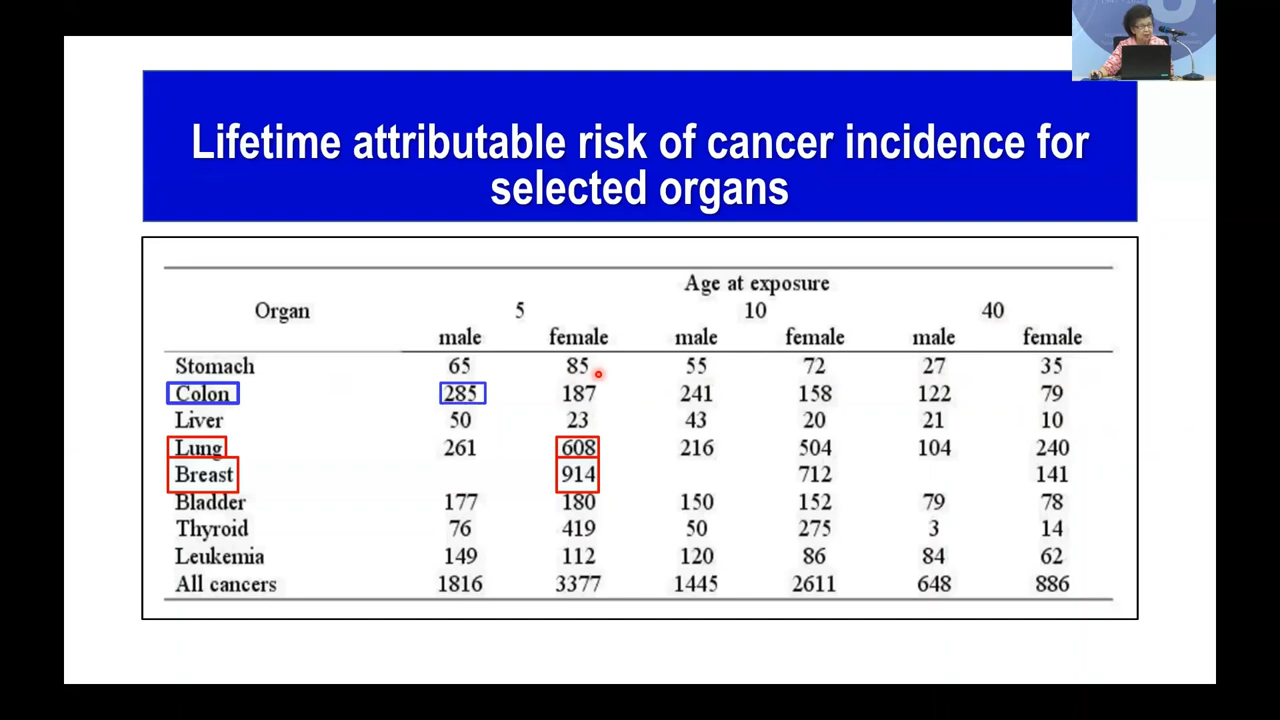 Lifetime attributable risk of cancer incidence for
selected organs
Age at exposure
Organ 5 10 40
male female male female male female
Stomach 65 85 55 72 27 35
Colon 285 187 241 158 122 79
Liver 50 23 43 20 21 10
Lung 261 608 216 504 104 240
Breast 914 712 141
Bladder 177 180 150 152 79 78
Thyroid 76 419 50 275 3 14
Leukemia 149 112 120 86 84 62
All cancers 1816 3377 1445 2611 648 886